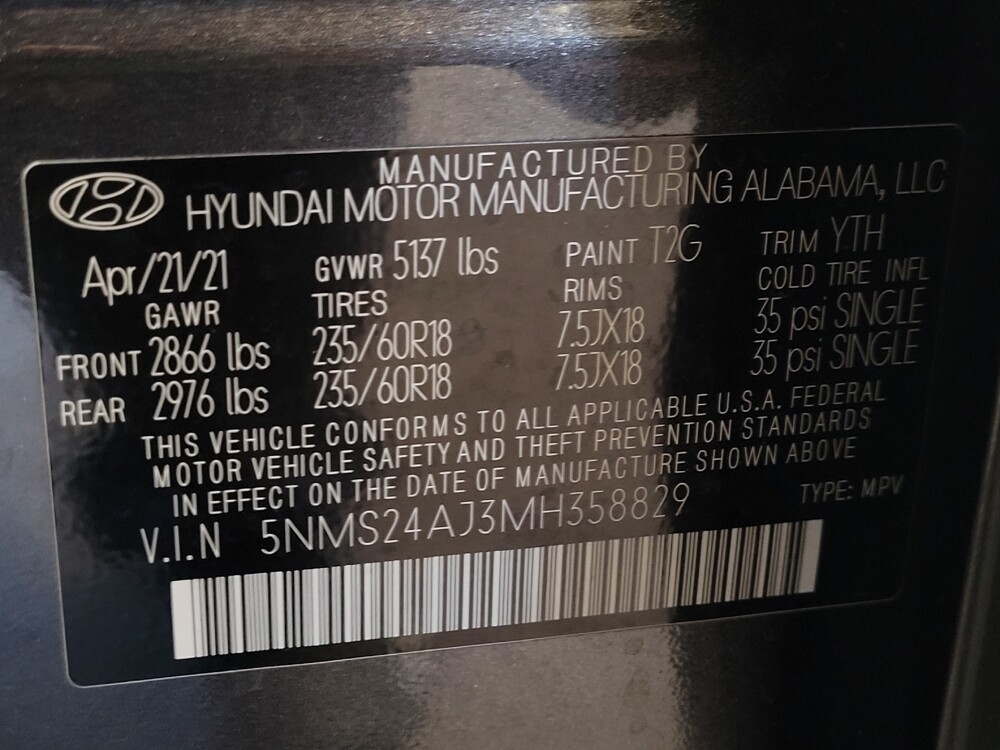 MANUFACTURED BY
HYUNDAI MOTOR MANUFACTURING ALABAMA, LLC
Apr/21/21 GVWR 5137 lbs PAINT T2G TRIM YTH
GAWR TIRES RIMS COLD TIRE INFL
FRONT 2866 lbs 235/60R18 7.5JX18 35 psi SINGLE
REAR 2976 lbs 235/60R18 7.5JX18 35 psi SINGLE
THIS VEHICLE CONFORMS TO ALL APPLICABLE U.S.A. FEDERAL
MOTOR VEHICLE SAFETY AND THEFT PREVENTION STANDARDS
IN EFFECT ON THE DATE OF MANUFACTURE SHOWN ABOVE
V.I.N 5NMS24AJ3MH358829 TYPE: MPV